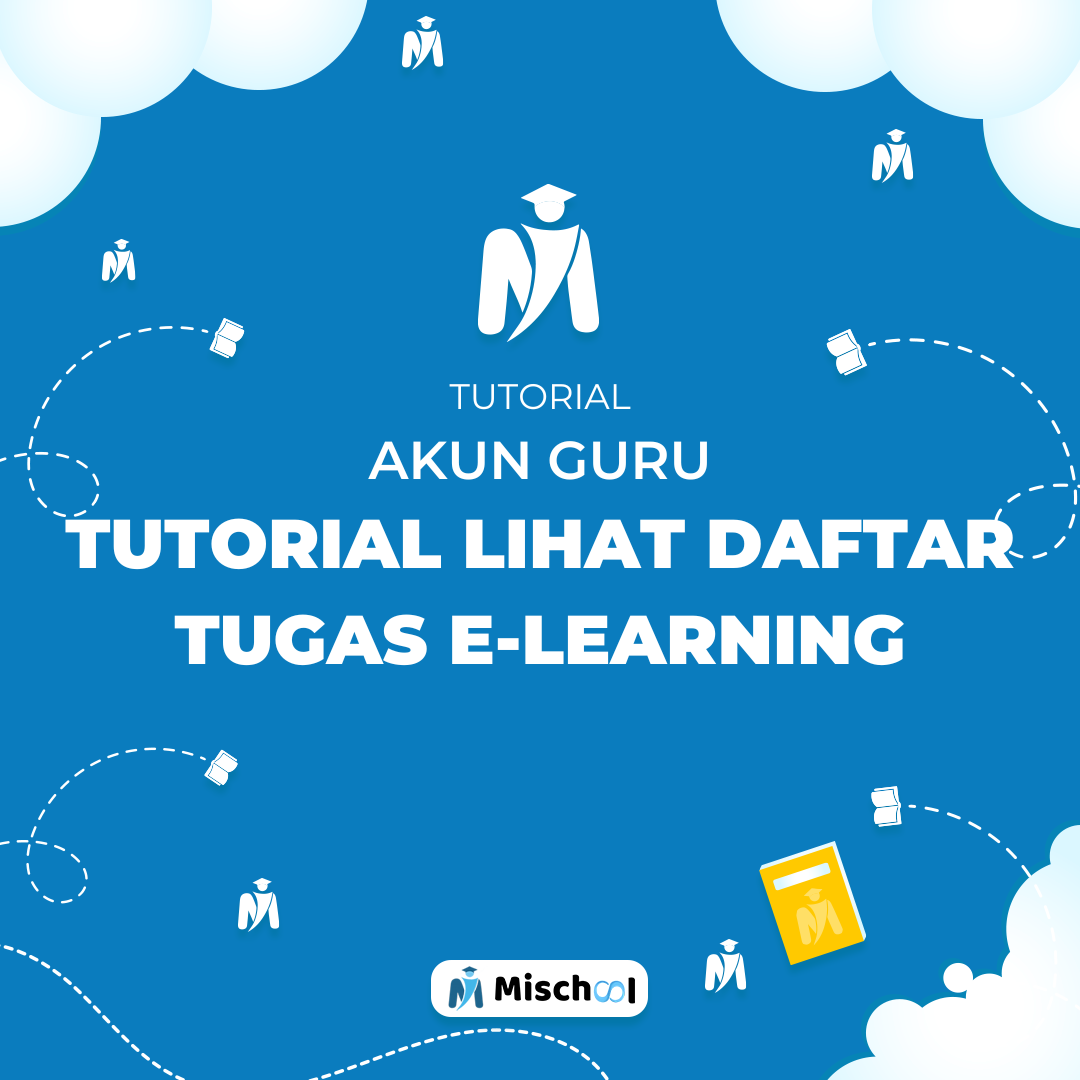 TUTORIAL
AKUN GURU
TUTORIAL LIHAT DAFTAR
TUGAS E-LEARNING
Mischool